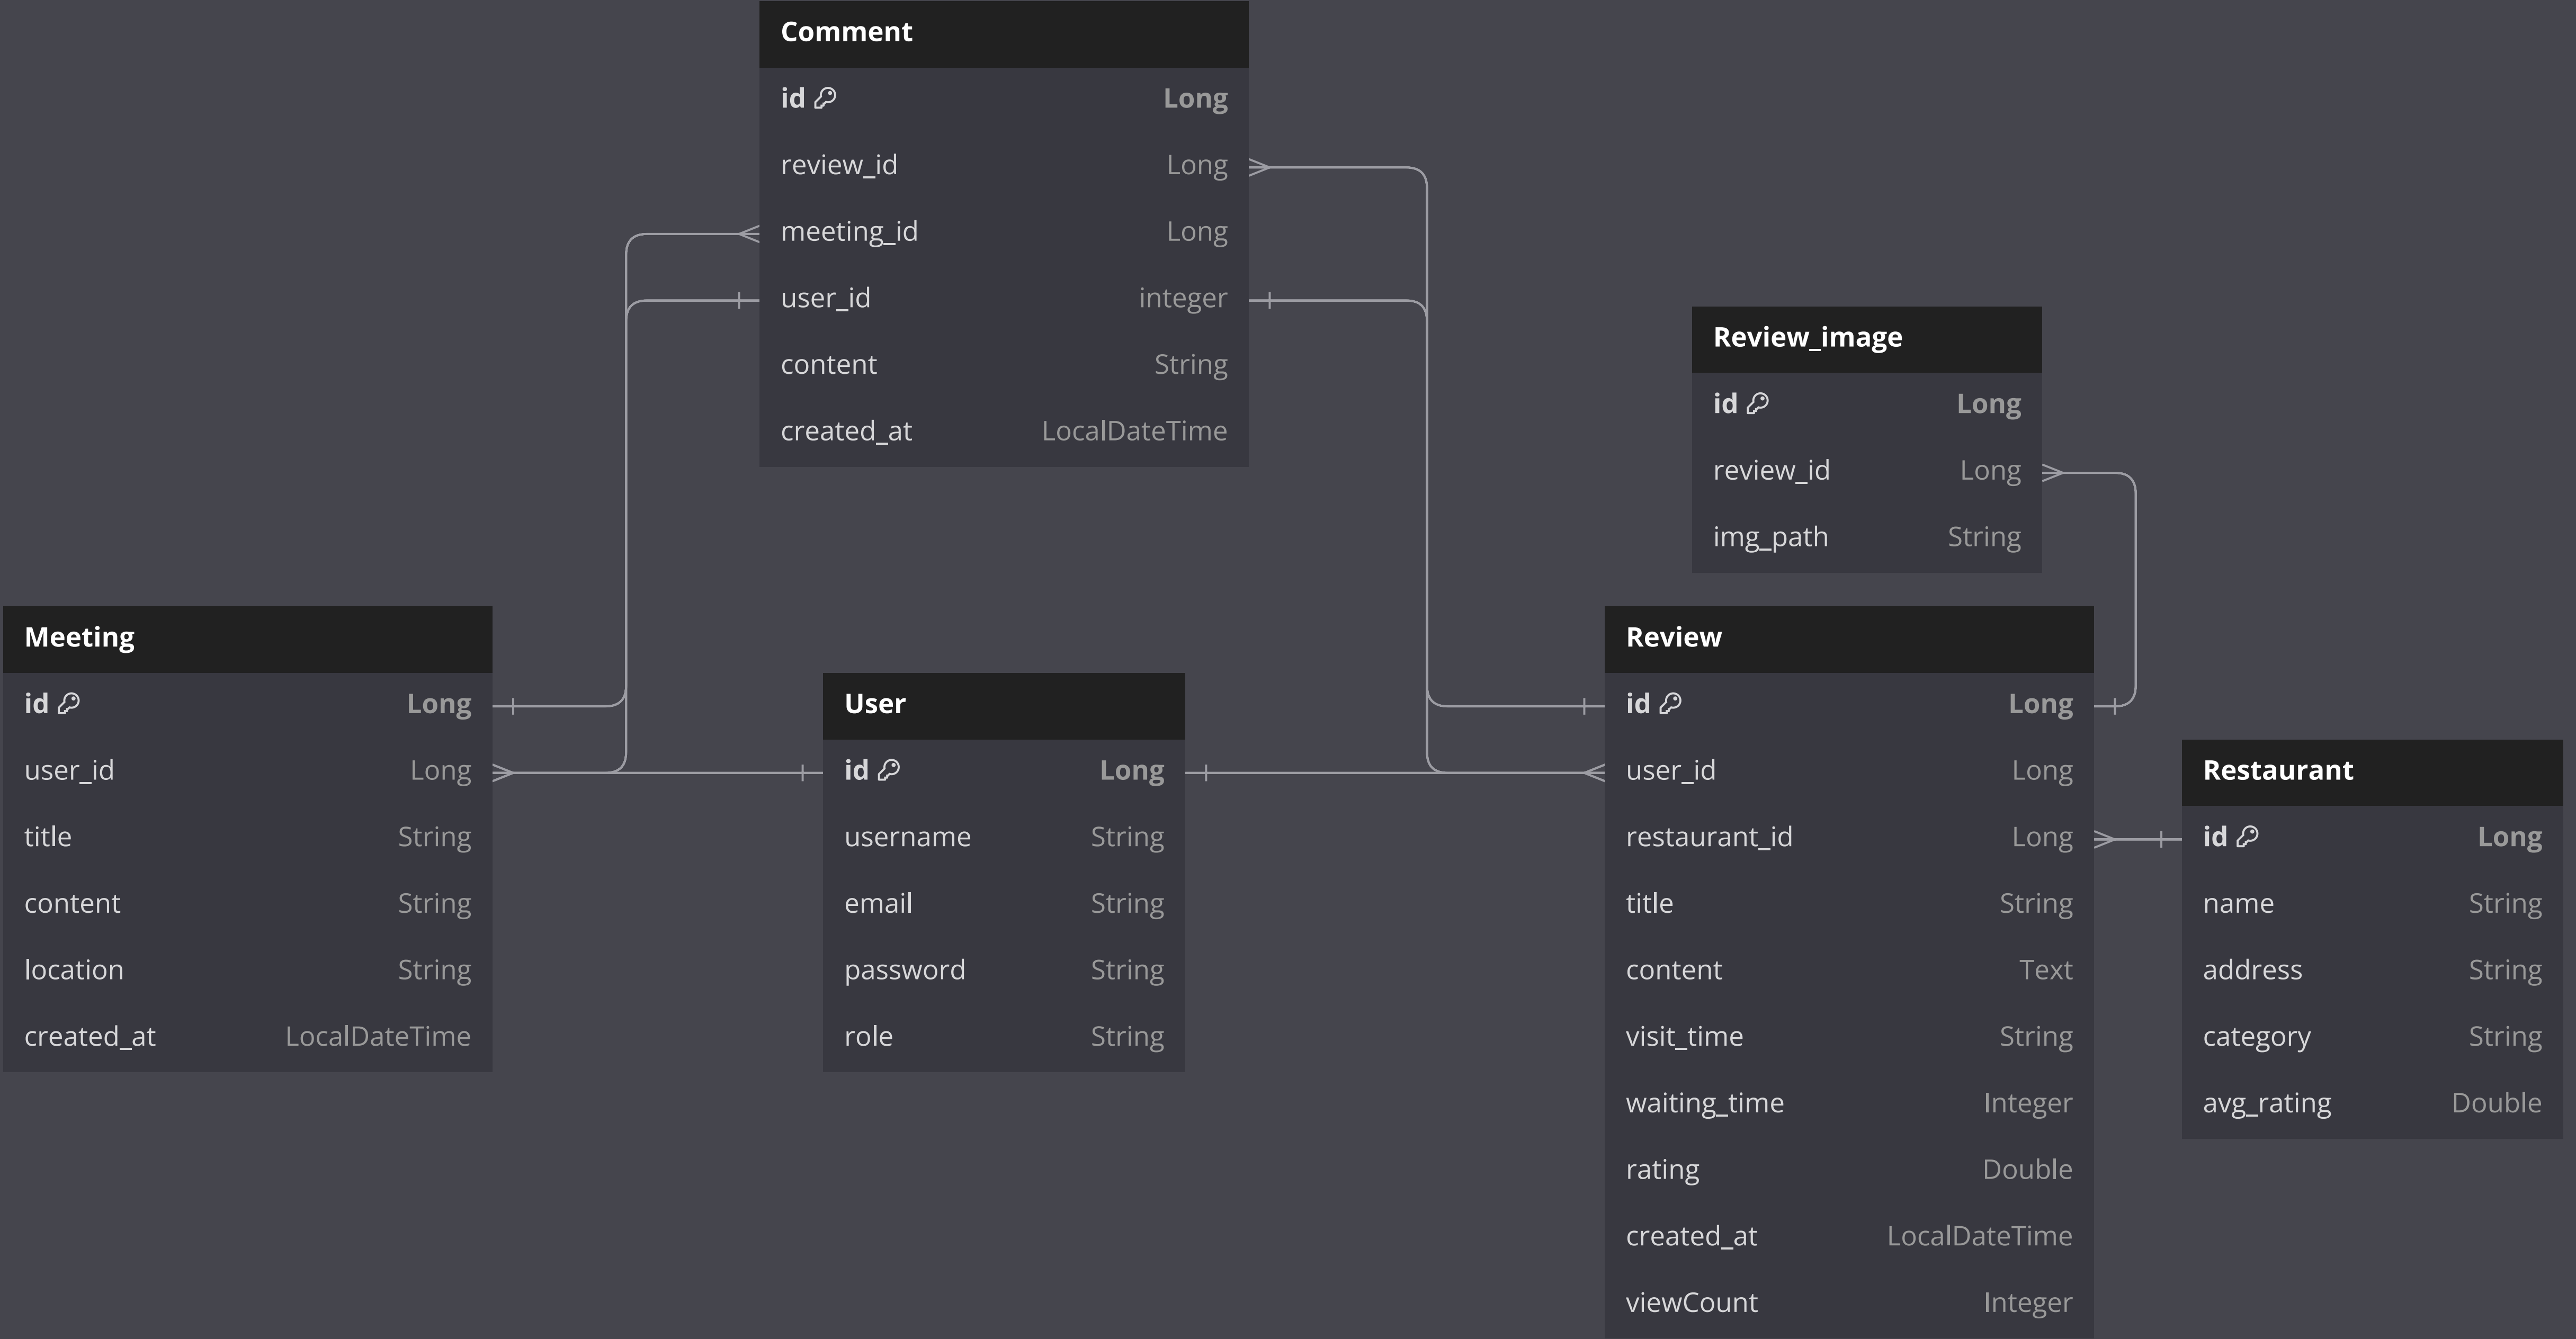 Comment
id Long
review_id Long
meeting_id Long
user_id integer
content String
created_at LocalDateTime
Review_image
id Long
review_id Long
img_path String
Meeting
id Long
user_id Long
title String
content String
location String
created_at LocalDateTime
User
id Long
username String
email String
password String
role String
Review
id Long
user_id Long
restaurant_id Long
title String
content Text
visit_time String
waiting_time Integer
rating Double
created_at LocalDateTime
viewCount Integer
Restaurant
id Long
name String
address String
category String
avg_rating Double